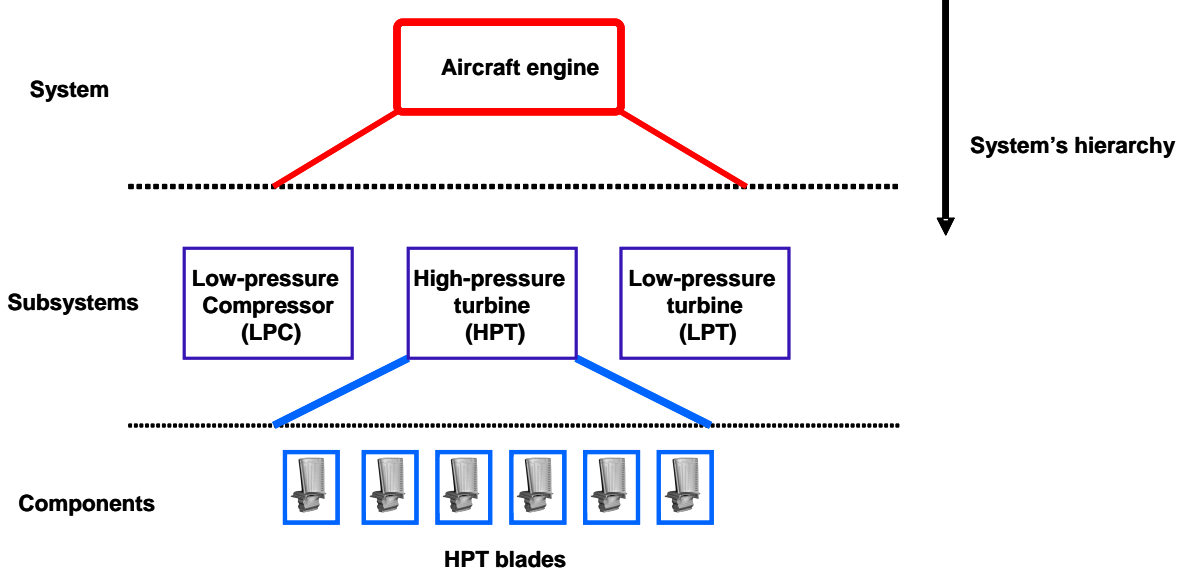 Aircraft engine
System
System's hierarchy
Low-pressure
Compressor
(LPC)
High-pressure
turbine
(HPT)
Low-pressure
turbine
(LPT)
Subsystems
Components
HPT blades